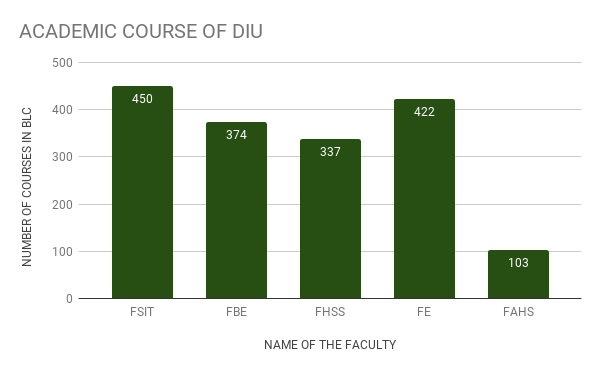 ACADEMIC COURSE OF DIU
NUMBER OF COURSES IN BLC
500
400
300
200
100
0
450
374
337
422
103
FSIT
FBE
FHSS
FE
FAHS
NAME OF THE FACULTY